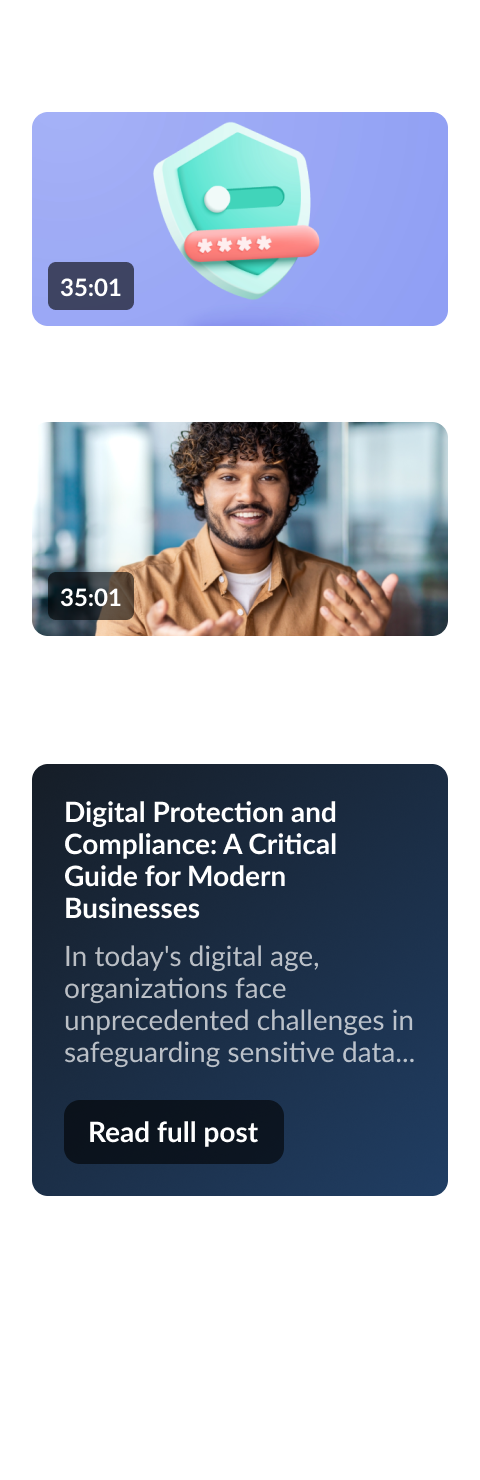 ****
35:01
35:01
Digital Protection and
Compliance: A Critical
Guide for Modern
Businesses
In today's digital age,
organizations face
unprecedented challenges in
safeguarding sensitive data...
Read full post